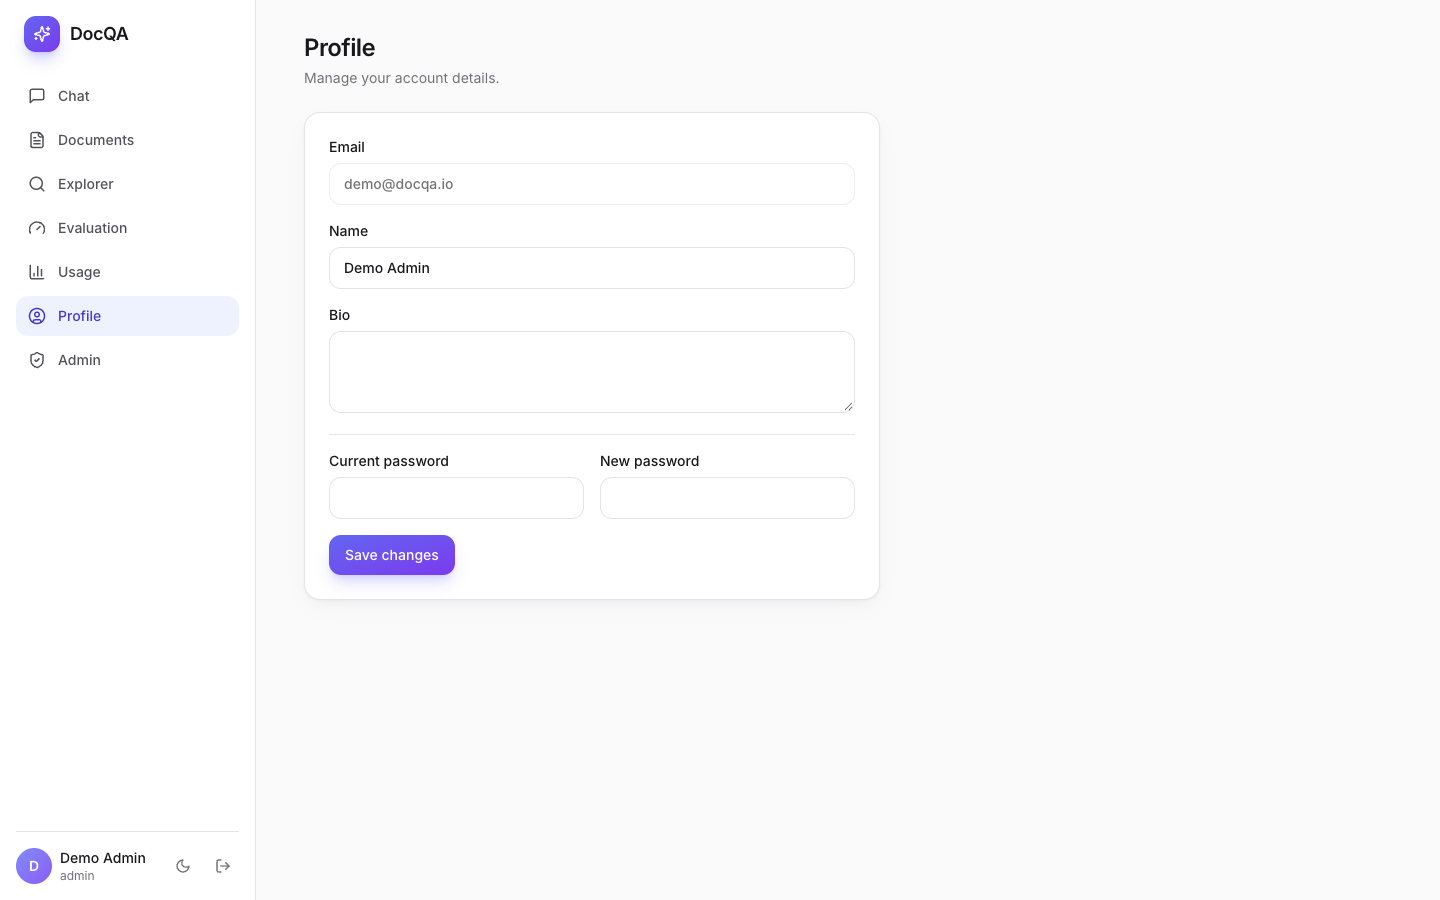 DocQA
Chat
Documents
Explorer
Evaluation
Usage
Profile
Admin
D
Demo Admin
admin
Profile
Manage your account details.
Email
demo@docqa.io
Name
Demo Admin
Bio
Current password
New password
Save changes